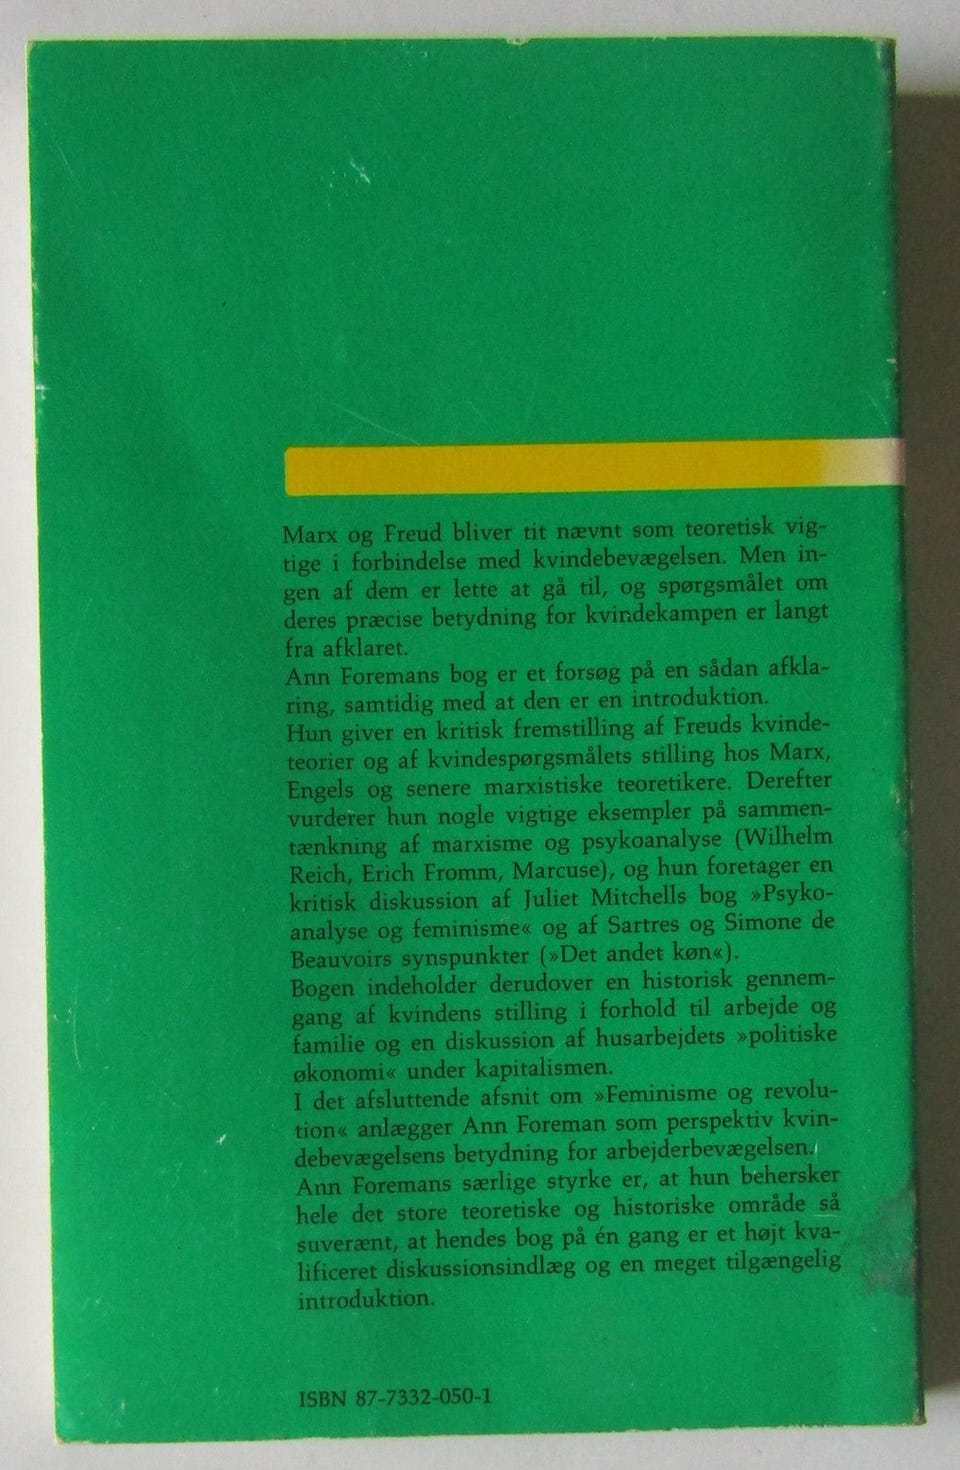 Marx og Freud bliver tit nævnt som teoretisk vig-
tige i forbindelse med kvindebevægelsen. Men in-
gen af dem er lette at gå til, og spørgsmålet om
deres præcise betydning for kvindekampen er langt
fra afklaret.
Ann Foremans bog er et forsøg på en sådan afkla-
ring, samtidig med at den er en introduktion.
Hun giver en kritisk fremstilling af Freuds kvinde-
teorier og af kvindespørgsmålets stilling hos Marx,
Engels og senere marxistiske teoretikere. Derefter
vurderer hun nogle vigtige eksempler på sammen-
tænkning af marxisme og psykoanalyse (Wilhelm
Reich, Erich Fromm, Marcuse), og hun foretager en
kritisk diskussion af Juliet Mitchells bog »Psyko-
analyse og feminisme« og af Sartres og Simone de
Beauvoirs synspunkter (»Det andet køn«).
Bogen indeholder derudover en historisk gennem-
gang af kvindens stilling i forhold til arbejde og
familie og en diskussion af husarbejdets »politiske
økonomi« under kapitalismen.
I det afsluttende afsnit om »Feminisme og revolu-
tion« anlægger Ann Foreman som perspektiv kvin-
debevægelsens betydning for arbejderbevægelsen.
Ann Foremans særlige styrke er, at hun behersker
hele det store teoretiske og historiske område så
suverænt, at hendes bog på én gang er et højt kva-
lificeret diskussionsindlæg og en meget tilgængelig
introduktion.
ISBN 87-7332-050-1